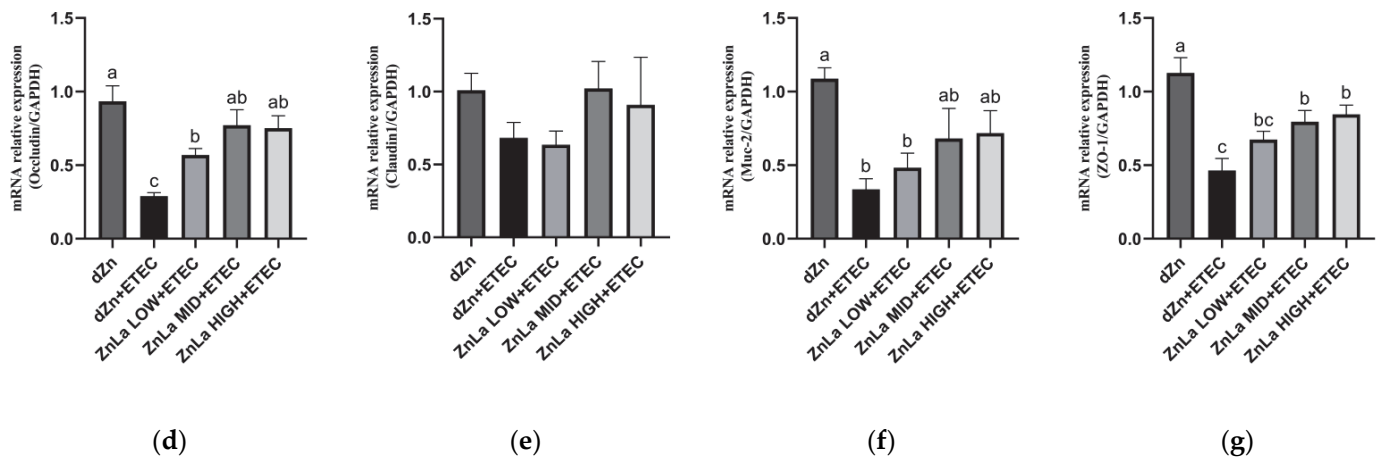 mRNA relative expression
(Occludin/GAPDH)
1.5
1.0
0.5
0.0
a
c
b
ab
ab
dZn
dZn+ETEC
ZnLa LOW+ETEC
ZnLa MID+ETEC
ZnLa HIGH+ETEC
(d)
mRNA relative expression
(Claudin1/GAPDH)
1.5
1.0
0.5
0.0
dZn
dZn+ETEC
ZnLa LOW+ETEC
ZnLa MID+ETEC
ZnLa HIGH+ETEC
(e)
mRNA relative expression
(Muc-2/GAPDH)
1.5
1.0
0.5
0.0
a
b
b
ab
ab
dZn
dZn+ETEC
ZnLa LOW+ETEC
ZnLa MID+ETEC
ZnLa HIGH+ETEC
(f)
mRNA relative expression
(ZO-1/GAPDH)
1.5
1.0
0.5
0.0
a
c
bc
b
b
dZn
dZn+ETEC
ZnLa LOW+ETEC
ZnLa MID+ETEC
ZnLa HIGH+ETEC
(g)